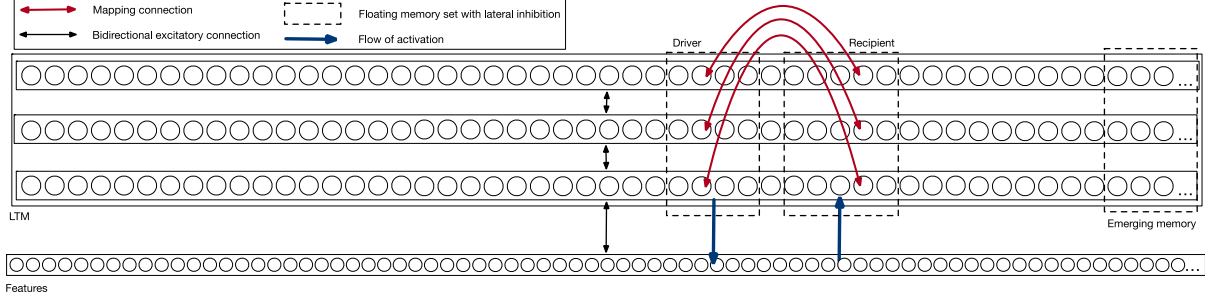 Mapping connection
Floating memory set with lateral inhibition
Bidirectional excitatory connection
Flow of activation
Driver
Recipient
...
...
...
LTM
Emerging memory
...
Features